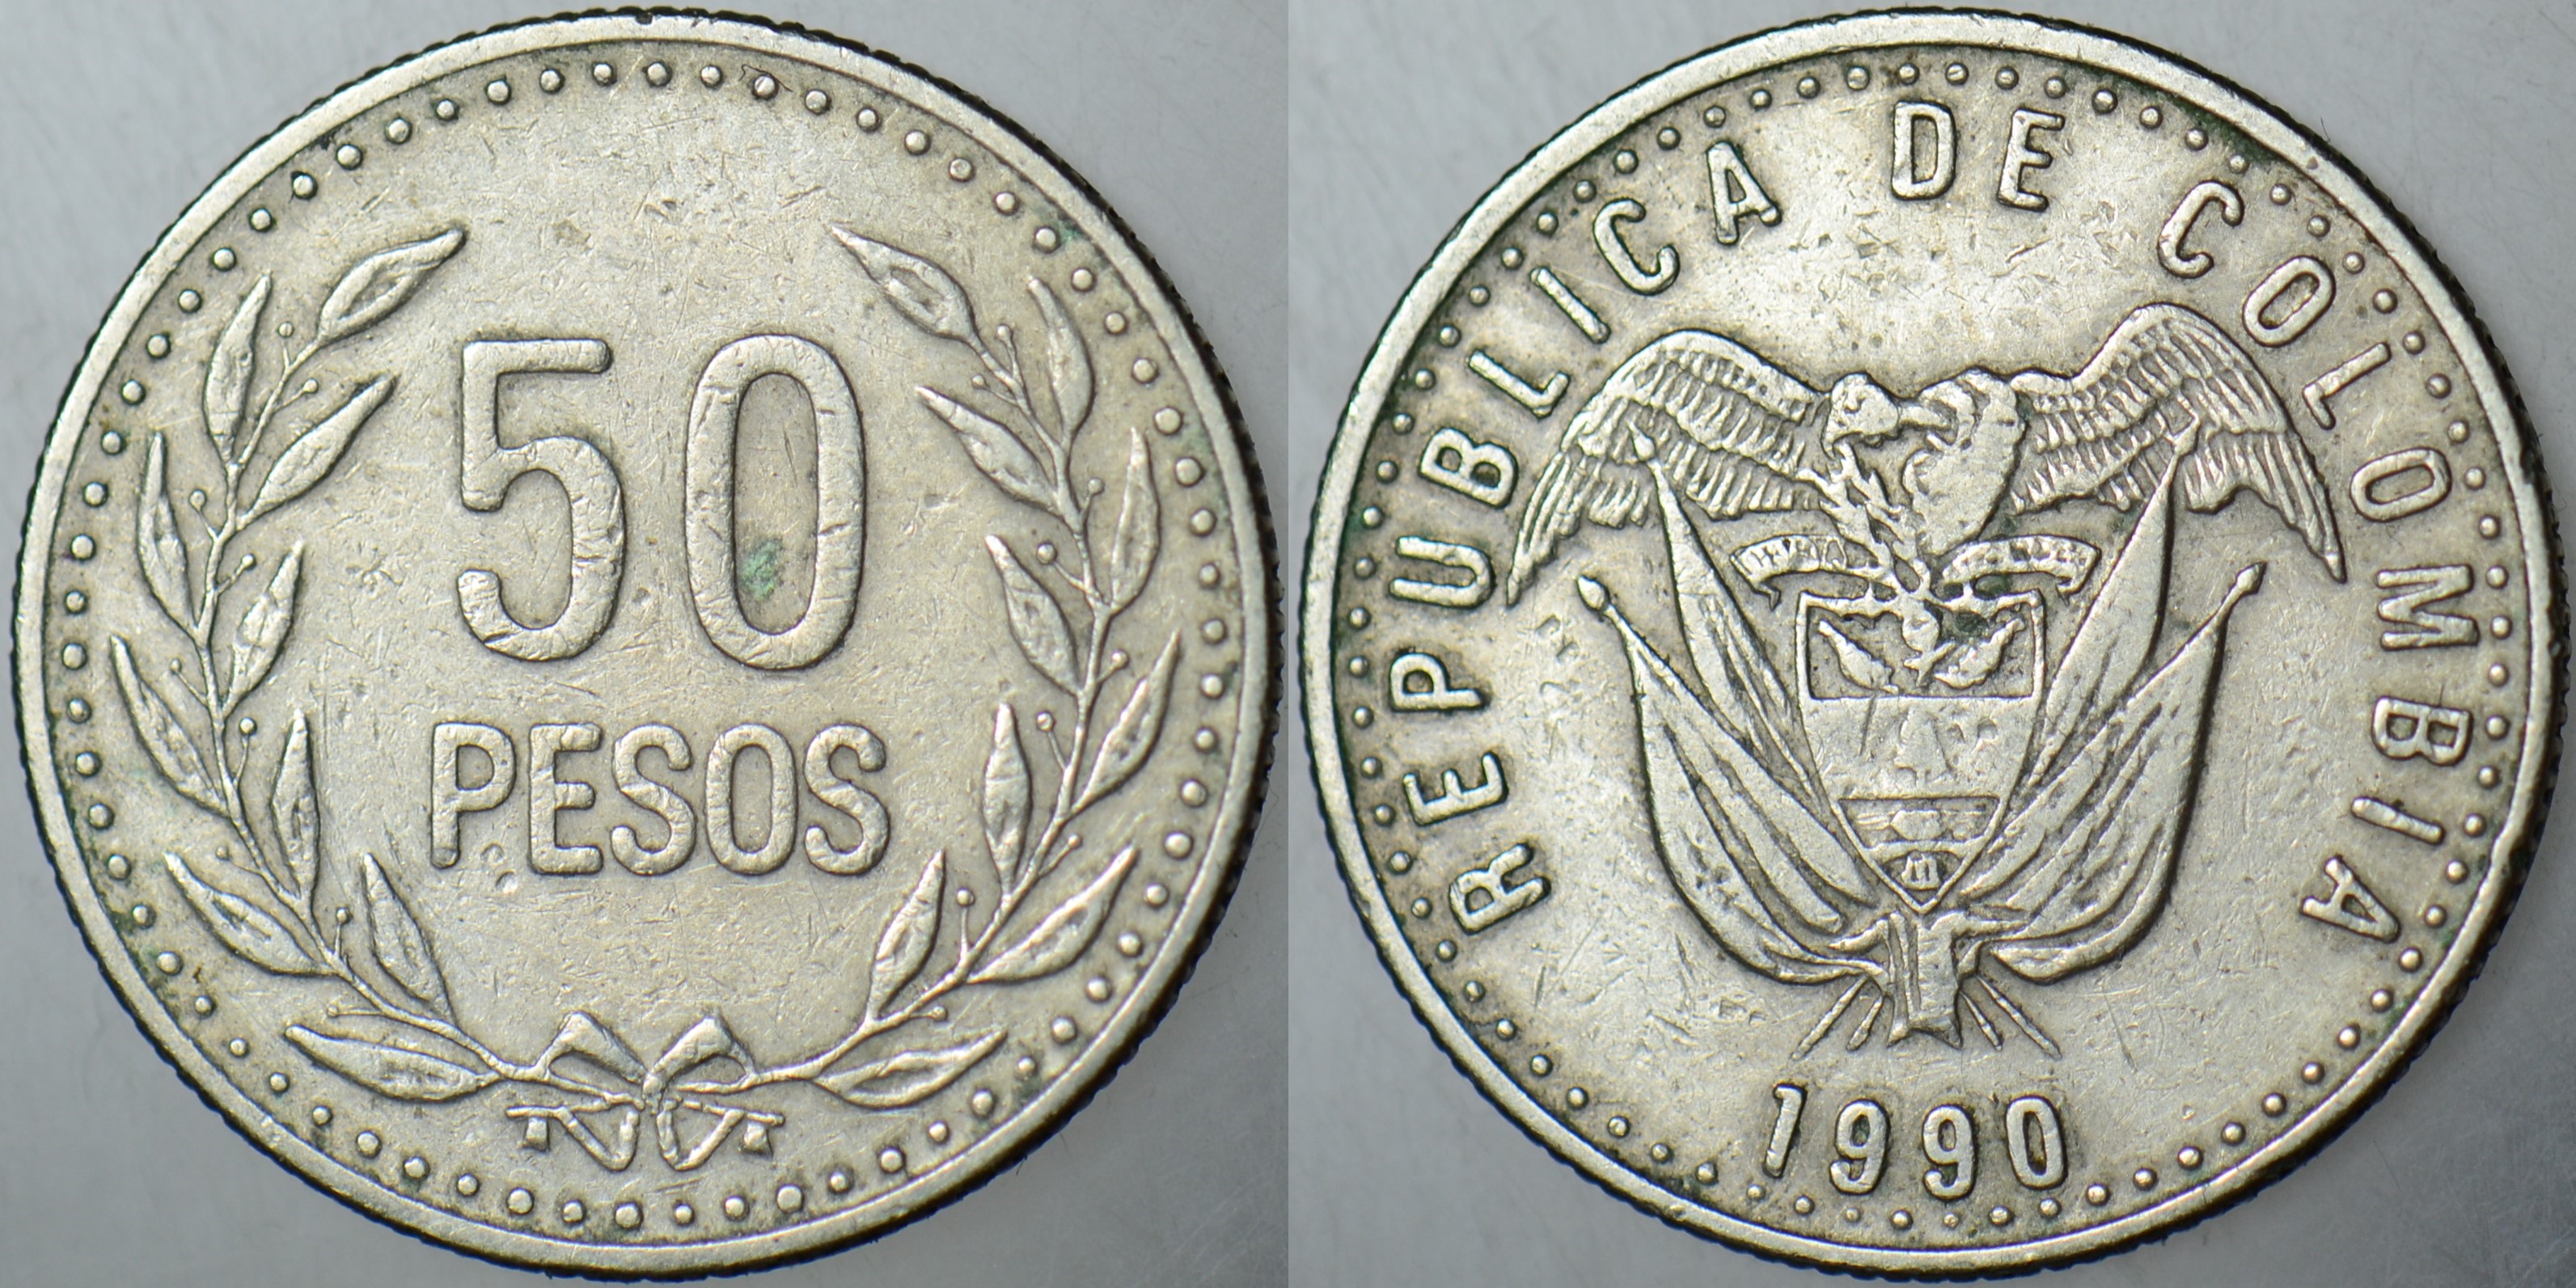 50
PESOS
REPUBLICA DE COLOMBIA
1990